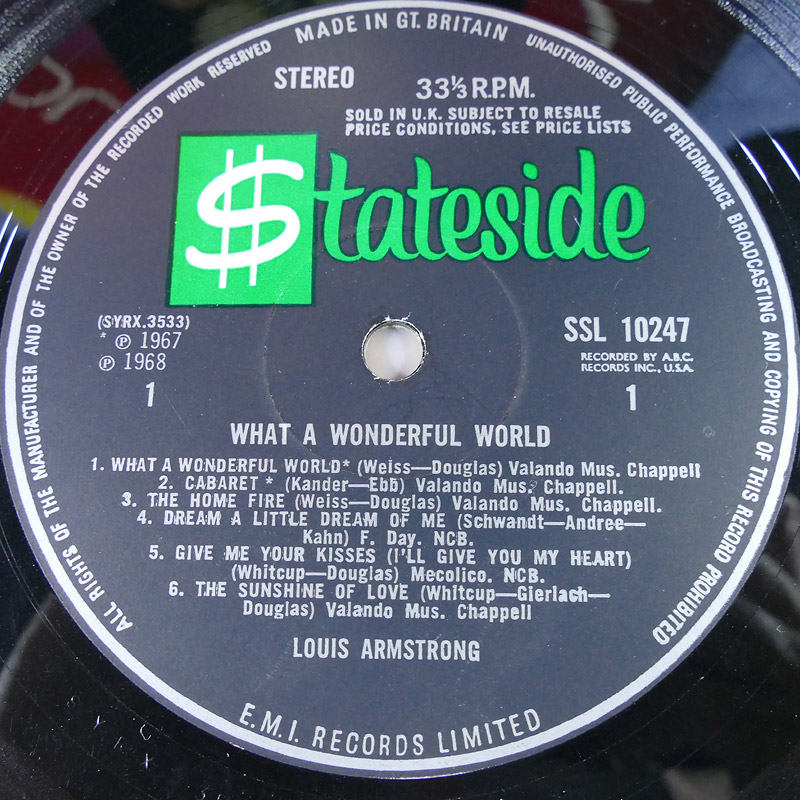 MADE IN GT. BRITAIN
UNAUTHORISED PUBLIC PERFORMANCE BROADCASTING AND COPYING OF THIS RECORD PROHIBITED
ALL RIGHTS OF THE MANUFACTURER AND OF THE OWNER OF THE RECORDED WORK RESERVED
STEREO
33⅓ R.P.M.
SOLD IN U.K. SUBJECT TO RESALE
PRICE CONDITIONS, SEE PRICE LISTS
$tateside
(SYRX.3533)
* ℗ 1967
℗ 1968
1
SSL 10247
RECORDED BY A.B.C.
RECORDS INC., U.S.A.
1
WHAT A WONDERFUL WORLD
1. WHAT A WONDERFUL WORLD* (Weiss—Douglas) Valando Mus. Chappell
2. CABARET * (Kander—Ebb) Valando Mus. Chappell.
3. THE HOME FIRE (Weiss—Douglas) Valando Mus. Chappell.
4. DREAM A LITTLE DREAM OF ME (Schwandt—Andree—
Kahn) F. Day. NCB.
5. GIVE ME YOUR KISSES (I'LL GIVE YOU MY HEART)
(Whitcup—Douglas) Mecolico. NCB.
6. THE SUNSHINE OF LOVE (Whitcup—Gierlach—
Douglas) Valando Mus. Chappell
LOUIS ARMSTRONG
E.M.I. RECORDS LIMITED